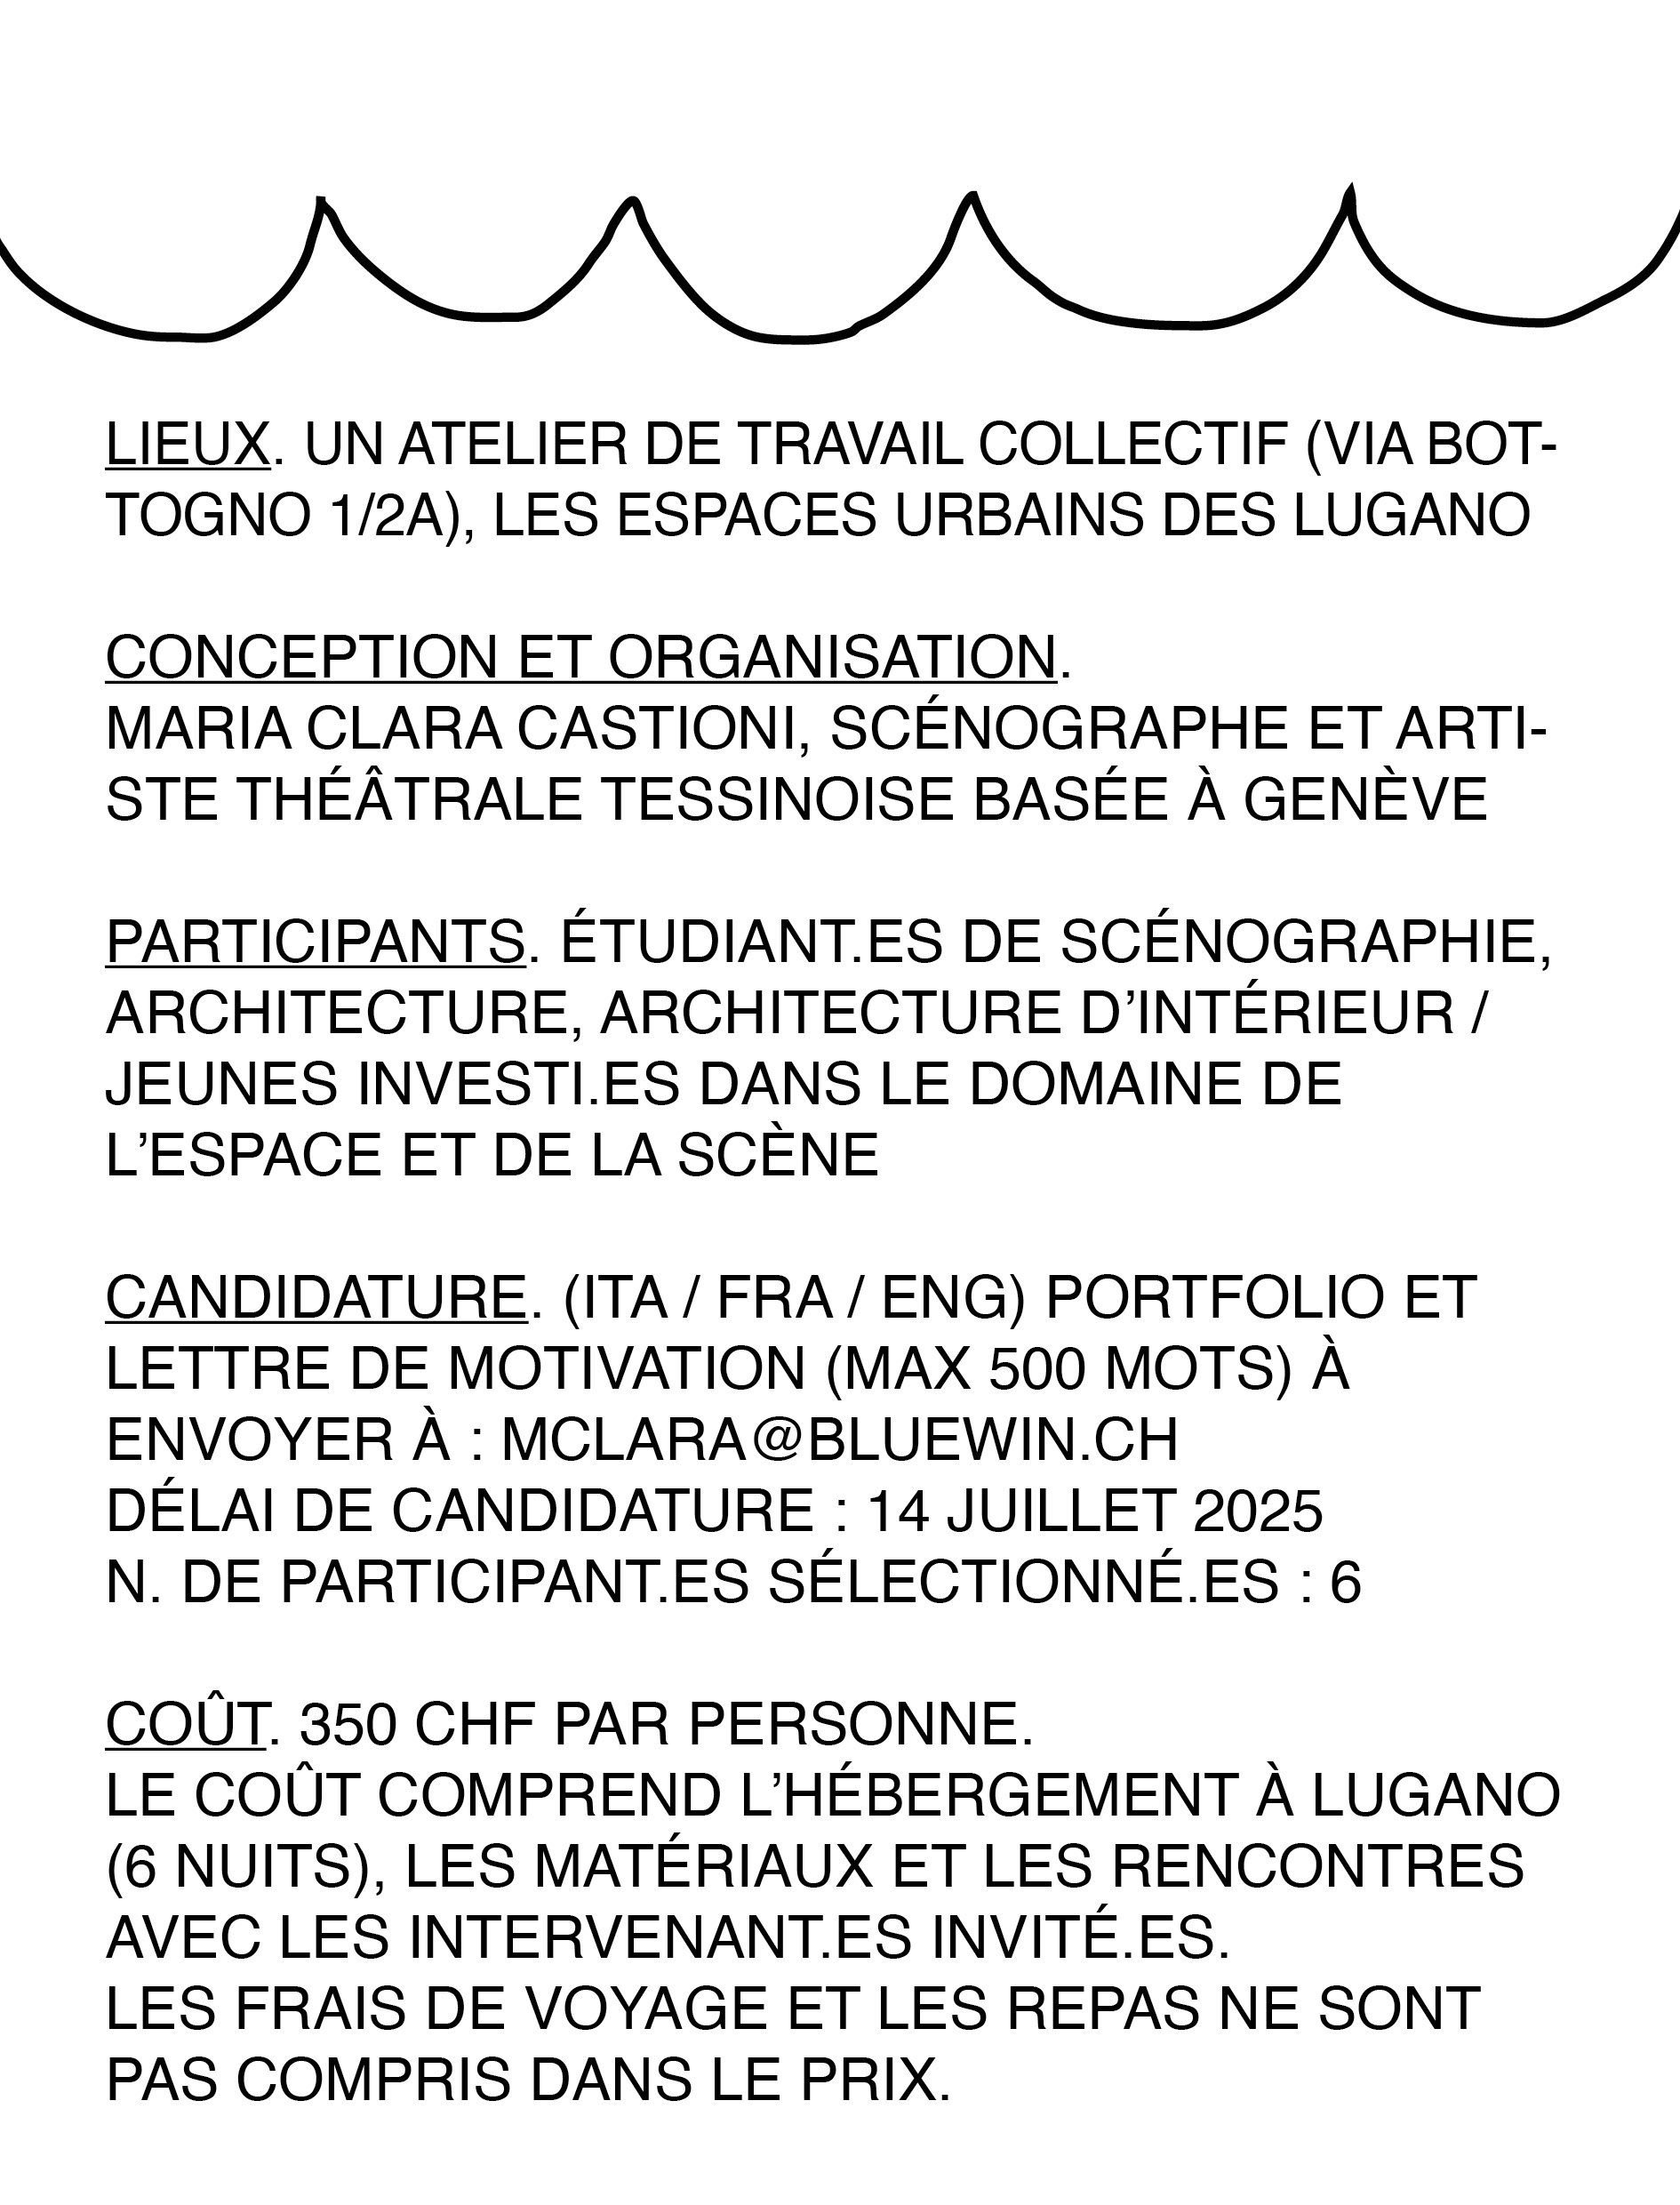 LIEUX. UN ATELIER DE TRAVAIL COLLECTIF (VIA BOT-
TOGNO 1/2A), LES ESPACES URBAINS DES LUGANO
CONCEPTION ET ORGANISATION.
MARIA CLARA CASTIONI, SCÉNOGRAPHE ET ARTI-
STE THÉÂTRALE TESSINOISE BASÉE À GENÈVE
PARTICIPANTS. ÉTUDIANT.ES DE SCÉNOGRAPHIE,
ARCHITECTURE, ARCHITECTURE D’INTÉRIEUR /
JEUNES INVESTI.ES DANS LE DOMAINE DE
L’ESPACE ET DE LA SCÈNE
CANDIDATURE. (ITA / FRA / ENG) PORTFOLIO ET
LETTRE DE MOTIVATION (MAX 500 MOTS) À
ENVOYER À : MCLARA@BLUEWIN.CH
DÉLAI DE CANDIDATURE : 14 JUILLET 2025
N. DE PARTICIPANT.ES SÉLECTIONNÉ.ES : 6
COÛT. 350 CHF PAR PERSONNE.
LE COÛT COMPREND L’HÉBERGEMENT À LUGANO
(6 NUITS), LES MATÉRIAUX ET LES RENCONTRES
AVEC LES INTERVENANT.ES INVITÉ.ES.
LES FRAIS DE VOYAGE ET LES REPAS NE SONT
PAS COMPRIS DANS LE PRIX.